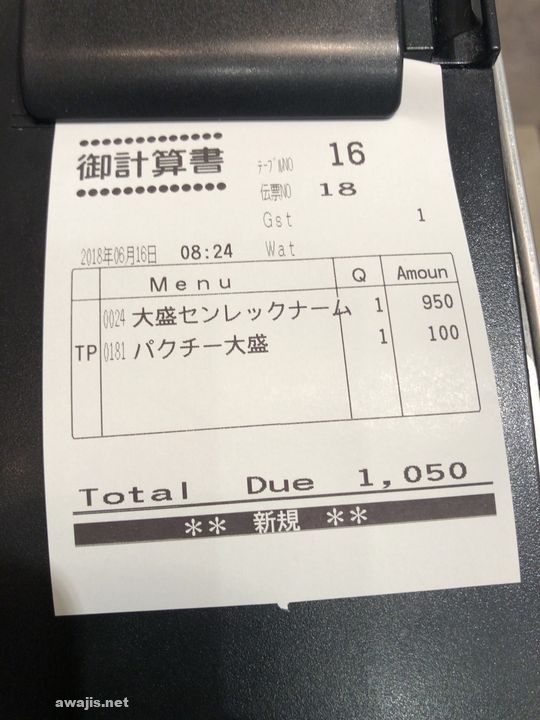 御計算書
テーブルNO 16
伝票NO 18
Gst 1
2018年06月16日 08:24 Wat
Menu Q Amoun
0024 大盛センレックナーム 1 950
TP 0181 パクチー大盛 1 100
Total Due 1,050
** 新規 **
awajis.net